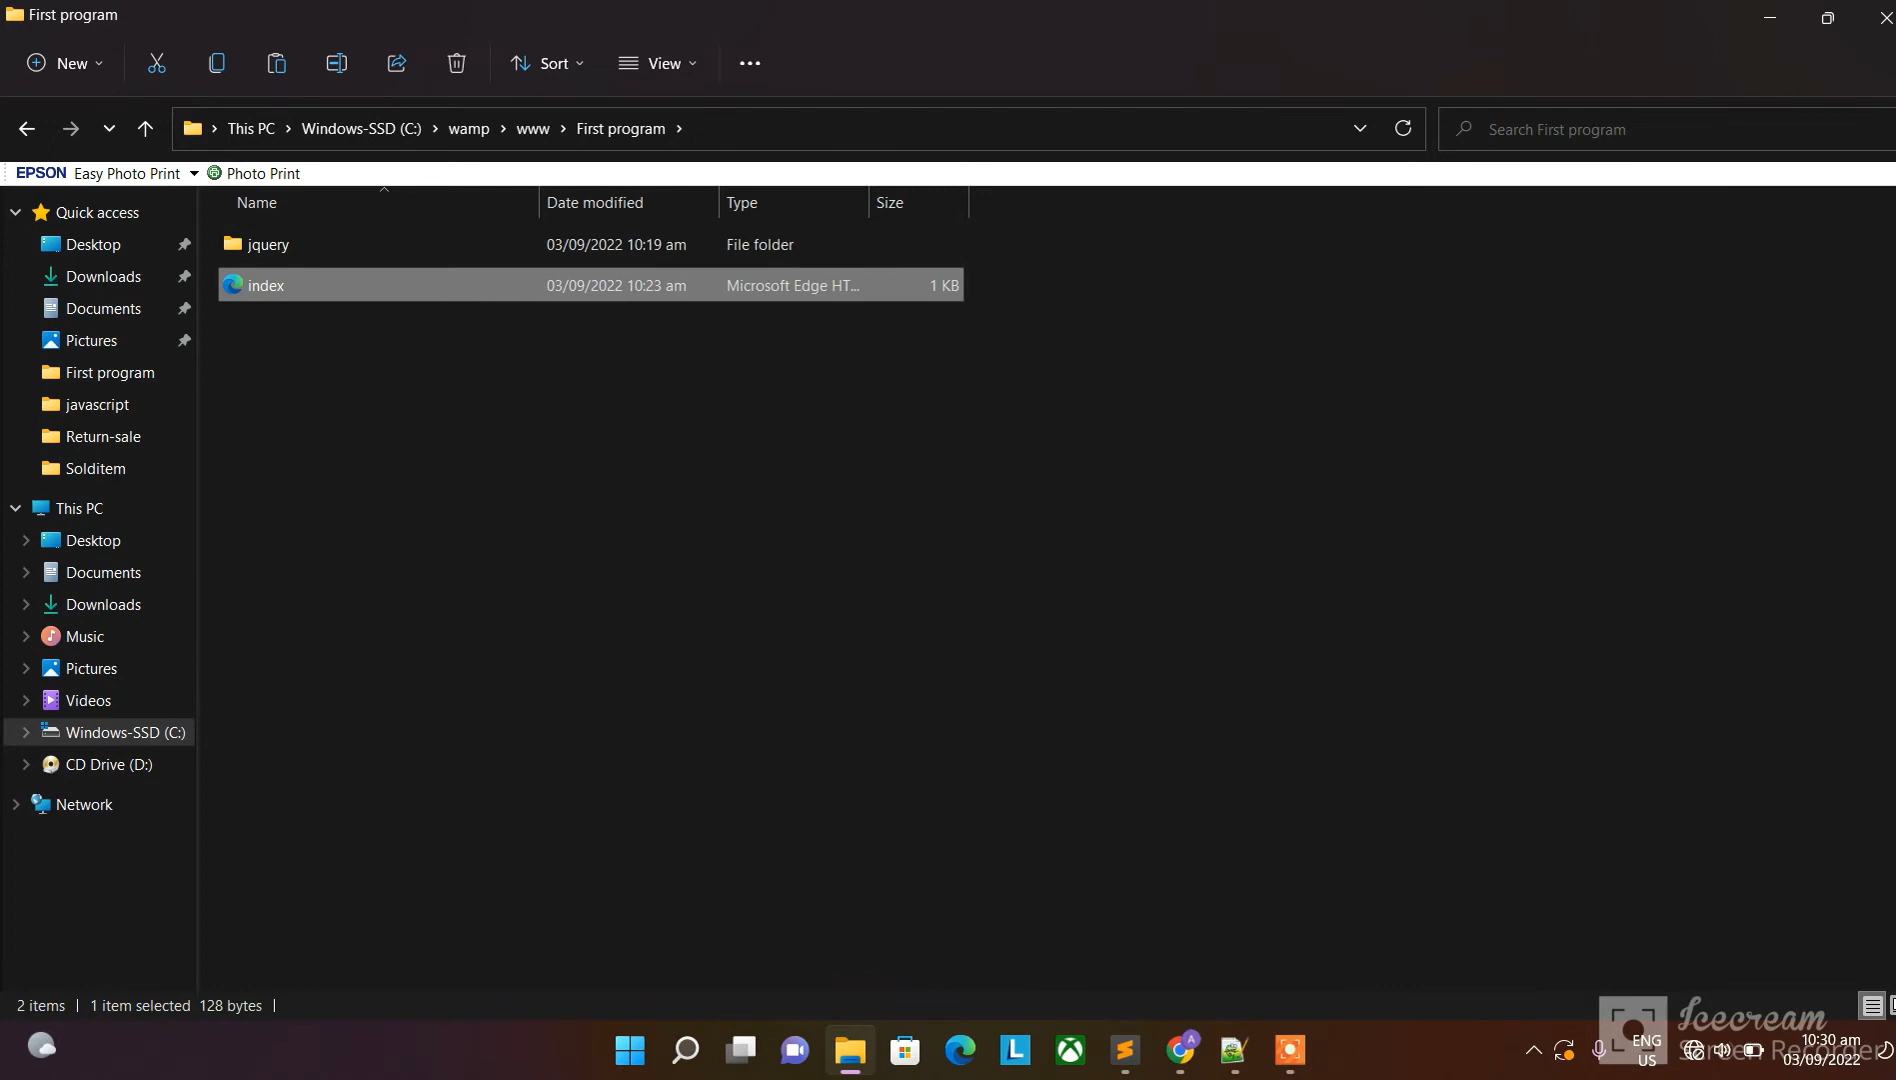 First program
New
Sort
View
This PC
Windows-SSD (C:)
wamp
www
First program
Search First program
EPSON Easy Photo Print
Photo Print
Name
Date modified
Type
Size
jquery
03/09/2022 10:19 am
File folder
index
03/09/2022 10:23 am
Microsoft Edge HT...
1 KB
Quick access
Desktop
Downloads
Documents
Pictures
First program
javascript
Return-sale
Solditem
This PC
Desktop
Documents
Downloads
Music
Pictures
Videos
Windows-SSD (C:)
CD Drive (D:)
Network
2 items
1 item selected 128 bytes
L
A
Icecream
Screen Recorder
ENG
US
10:30 am
03/09/2022